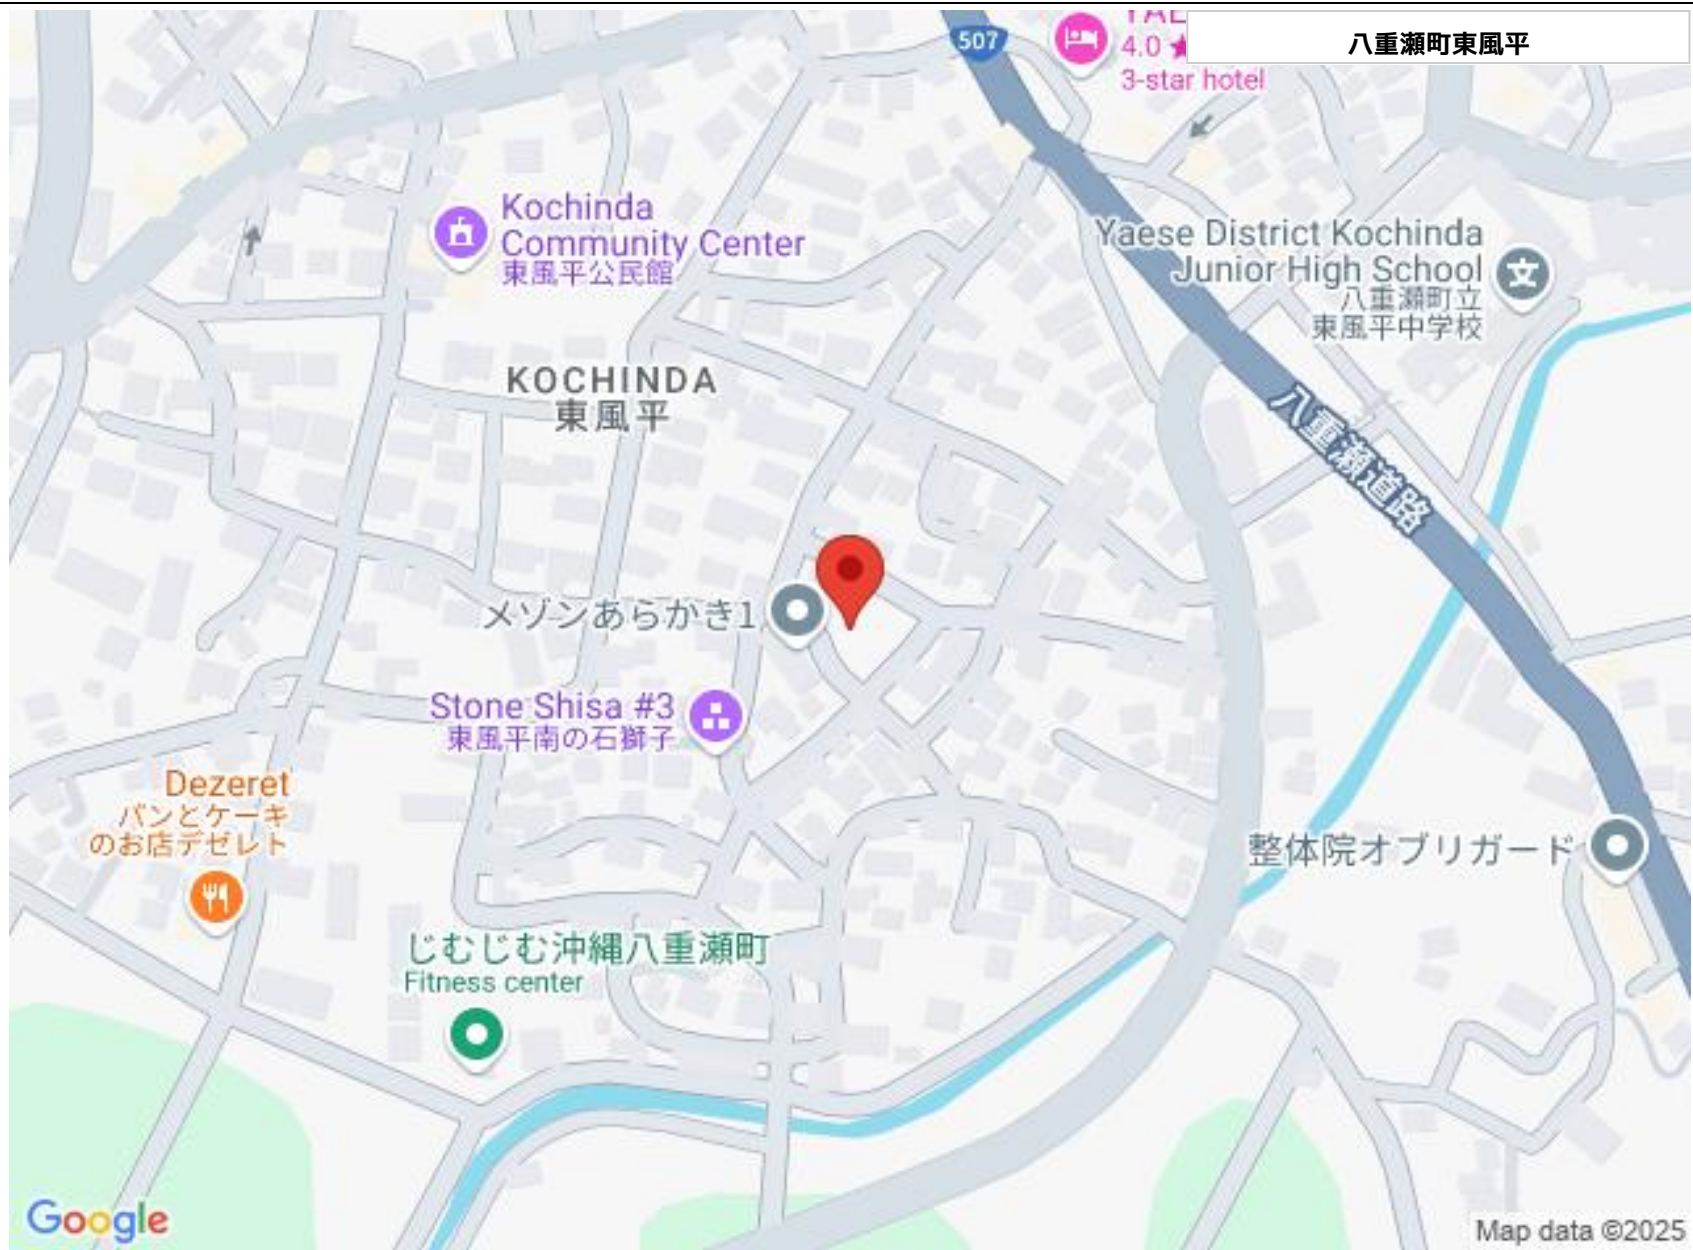 507
4.0
3-star hotel
八重瀬町東風平
Kochinda
Community Center
東風平公民館
Yaese District Kochinda
Junior High School
八重瀬町立
東風平中学校
文
KOCHINDA
東風平
八重瀬道路
メゾンあらかき1
Stone Shisa #3
東風平南の石獅子
Dezeret
パンとケーキ
のお店デゼレト
整体院オブリガード
じむじむ沖縄八重瀬町
Fitness center
Google
Map data ©2025